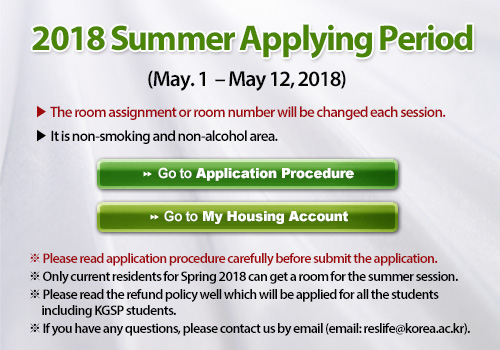 2018 Summer Applying Period
(May. 1 – May 12, 2018)
▶ The room assignment or room number will be changed each session.
▶ It is non-smoking and non-alcohol area.
▸▸ Go to Application Procedure
▸▸ Go to My Housing Account
※ Please read application procedure carefully before submit the application.
※ Only current residents for Spring 2018 can get a room for the summer session.
※ Please read the refund policy well which will be applied for all the students
including KGSP students.
※ If you have any questions, please contact us by email (email: reslife@korea.ac.kr).